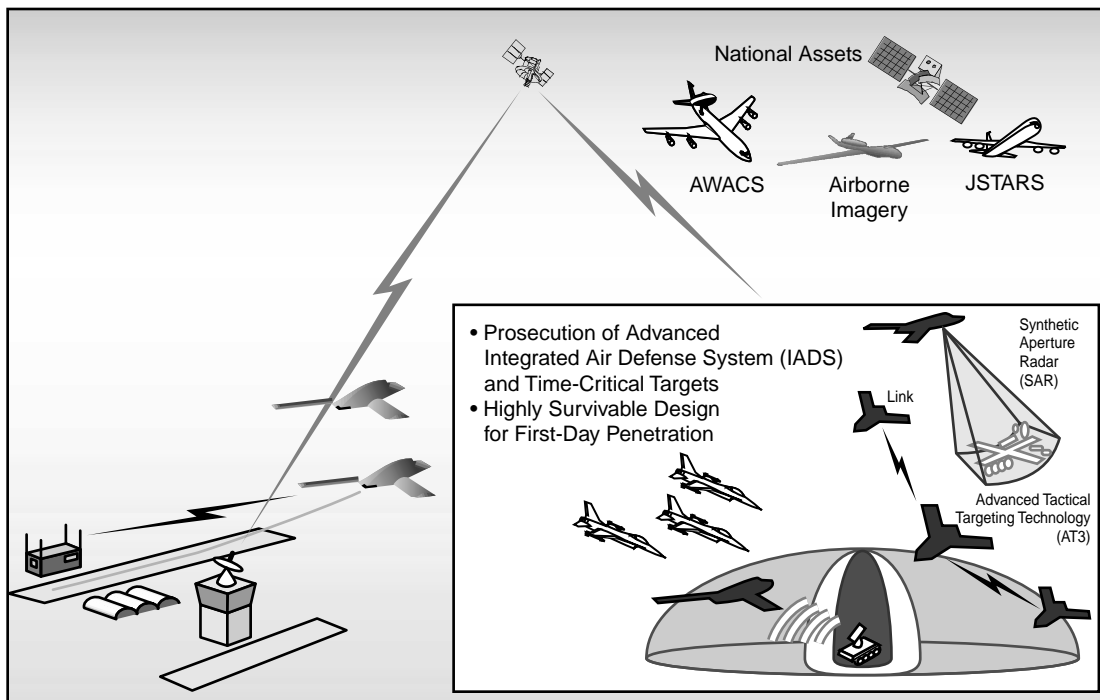 National Assets
AWACS
Airborne
Imagery
JSTARS
• Prosecution of Advanced
Integrated Air Defense System (IADS)
and Time-Critical Targets
• Highly Survivable Design
for First-Day Penetration
Synthetic
Aperture
Radar
(SAR)
Link
Advanced Tactical
Targeting Technology
(AT3)